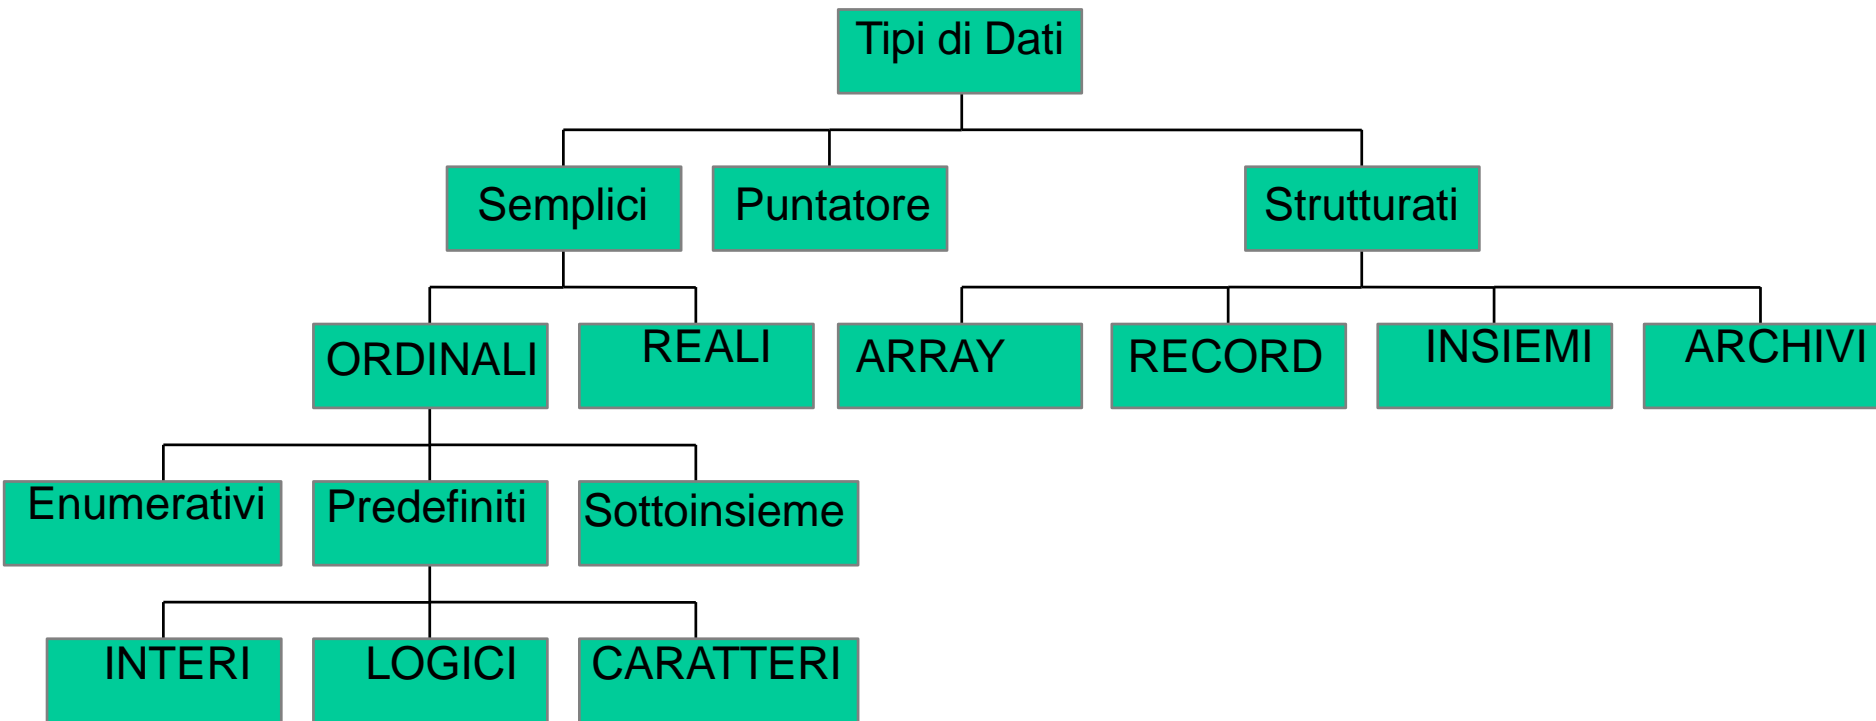 Tipi di Dati
Semplici
Puntatore
Strutturati
ORDINALI
REALI
ARRAY
RECORD
INSIEMI
ARCHIVI
Enumerativi
Predefiniti
Sottoinsieme
INTERI
LOGICI
CARATTERI